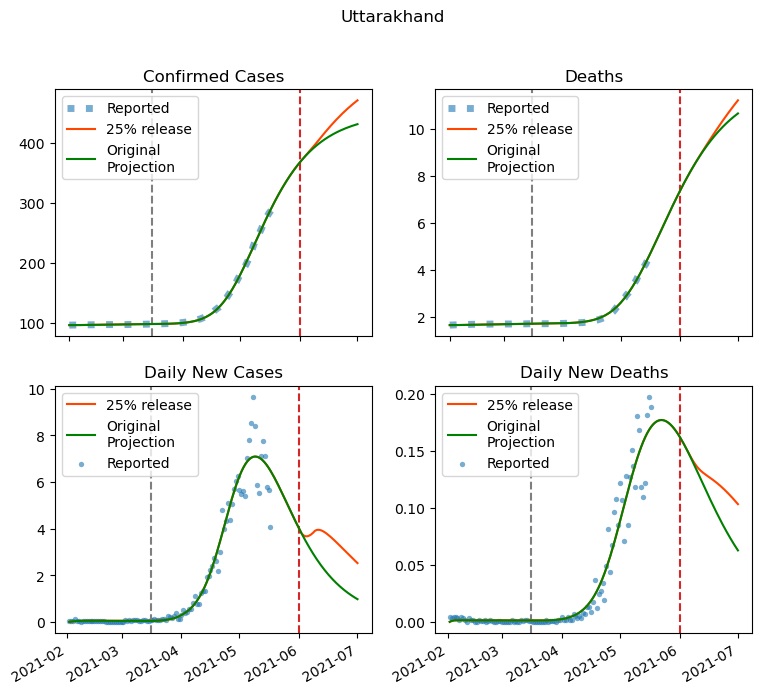 Uttarakhand
Confirmed Cases
Reported
25% release
Original
Projection
400
300
200
100
Deaths
Reported
25% release
Original
Projection
10
8
6
4
2
Daily New Cases
25% release
Original
Projection
Reported
10
8
6
4
2
0
2021-02
2021-03
2021-04
2021-05
2021-06
2021-07
Daily New Deaths
25% release
Original
Projection
Reported
0.20
0.15
0.10
0.05
0.00
2021-02
2021-03
2021-04
2021-05
2021-06
2021-07